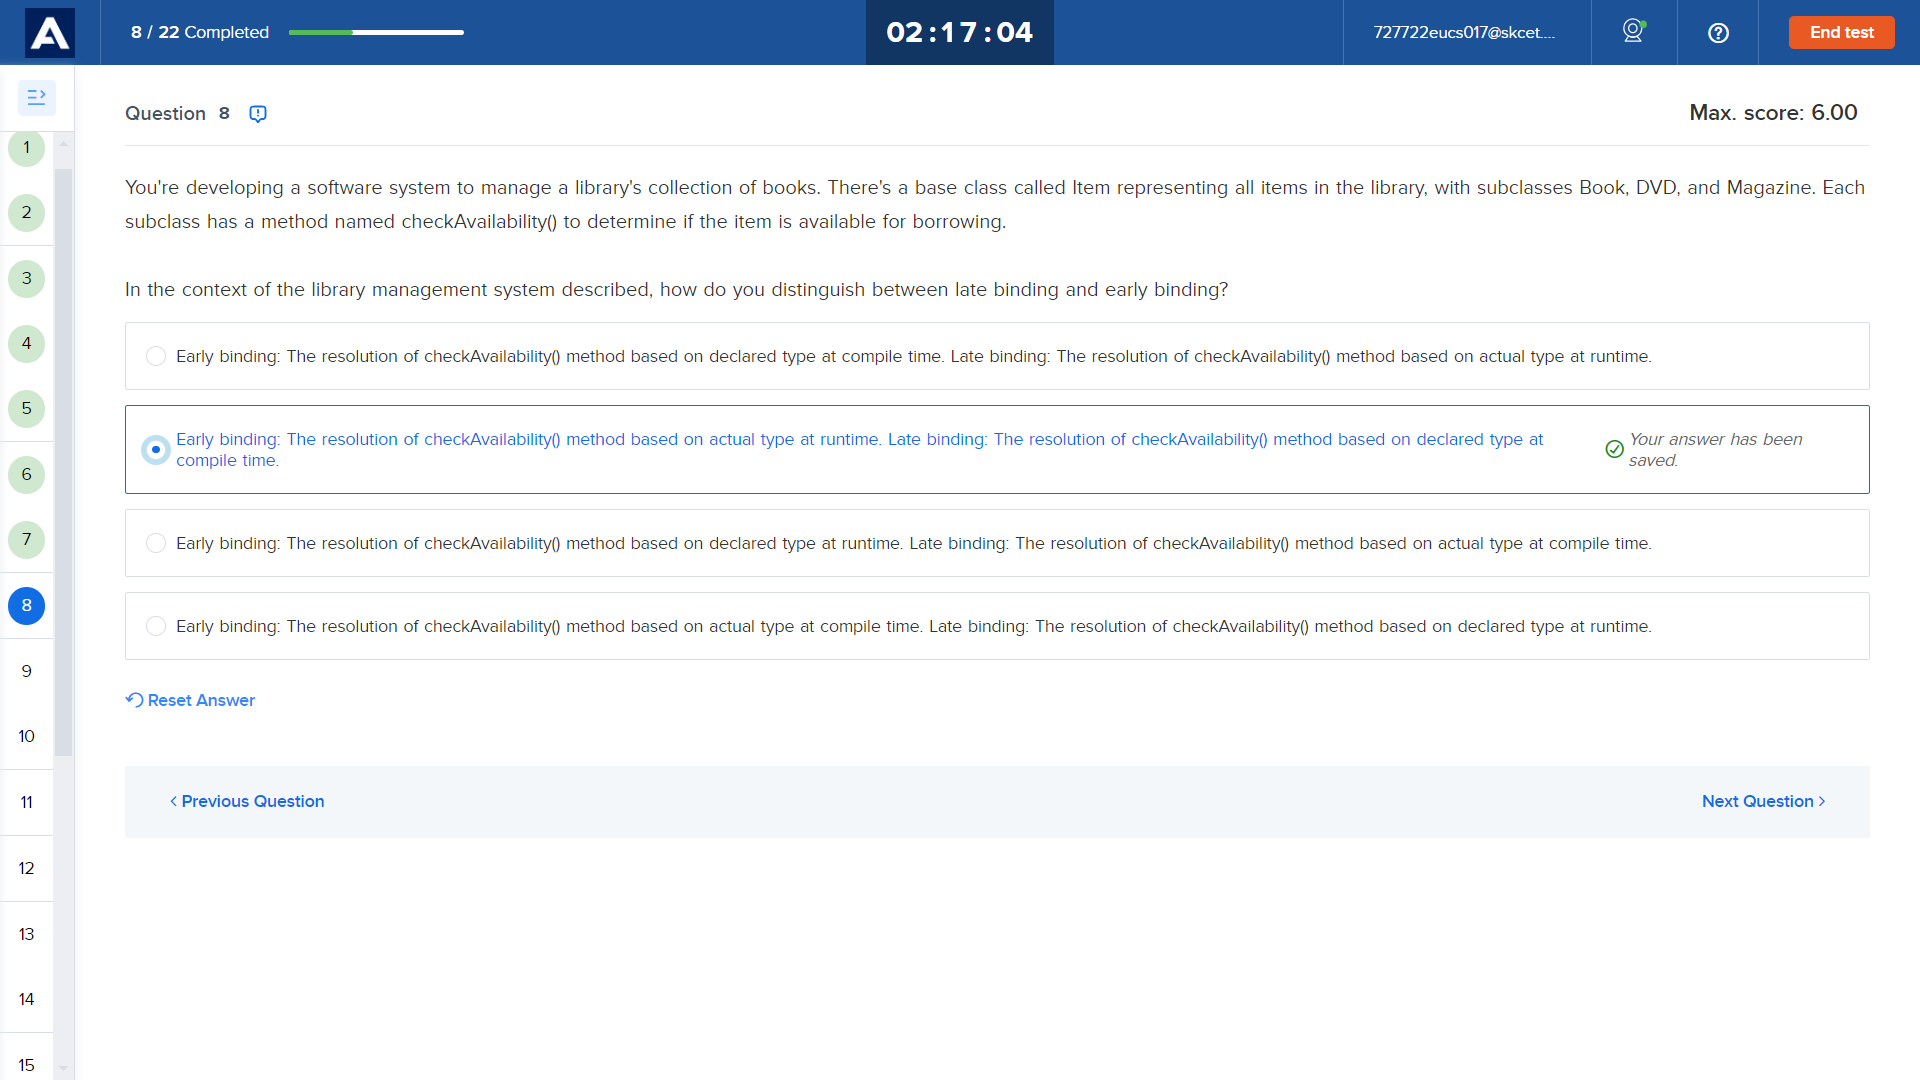 8 / 22 Completed
02 : 17 : 04
727722eucs017@skcet....
End test
Question 8
Max. score: 6.00
You're developing a software system to manage a library's collection of books. There's a base class called Item representing all items in the library, with subclasses Book, DVD, and Magazine. Each
subclass has a method named checkAvailability() to determine if the item is available for borrowing.
In the context of the library management system described, how do you distinguish between late binding and early binding?
Early binding: The resolution of checkAvailability() method based on declared type at compile time. Late binding: The resolution of checkAvailability() method based on actual type at runtime.
Early binding: The resolution of checkAvailability() method based on actual type at runtime. Late binding: The resolution of checkAvailability() method based on declared type at
compile time.
Your answer has been
saved.
Early binding: The resolution of checkAvailability() method based on declared type at runtime. Late binding: The resolution of checkAvailability() method based on actual type at compile time.
Early binding: The resolution of checkAvailability() method based on actual type at compile time. Late binding: The resolution of checkAvailability() method based on declared type at runtime.
Reset Answer
Previous Question
Next Question
1
2
3
4
5
6
7
8
9
10
11
12
13
14
15